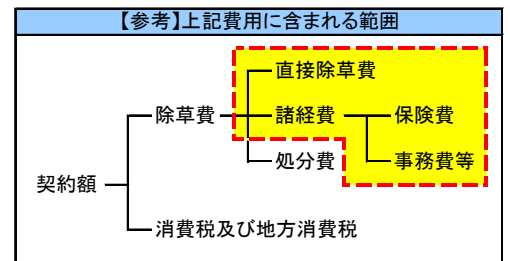 【参考】上記費用に含まれる範囲
直接除草費
除草費 諸経費 保険費
処分費 事務費等
契約額
消費税及び地方消費税